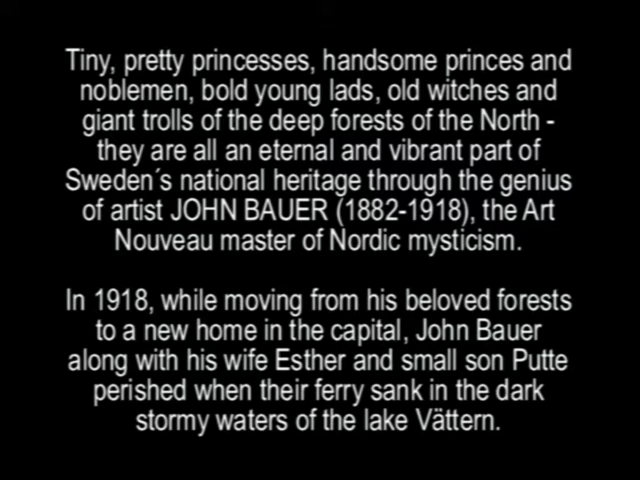 Tiny, pretty princesses, handsome princes and
noblemen, bold young lads, old witches and
giant trolls of the deep forests of the North -
they are all an eternal and vibrant part of
Sweden´s national heritage through the genius
of artist JOHN BAUER (1882-1918), the Art
Nouveau master of Nordic mysticism.
In 1918, while moving from his beloved forests
to a new home in the capital, John Bauer
along with his wife Esther and small son Putte
perished when their ferry sank in the dark
stormy waters of the lake Vättern.